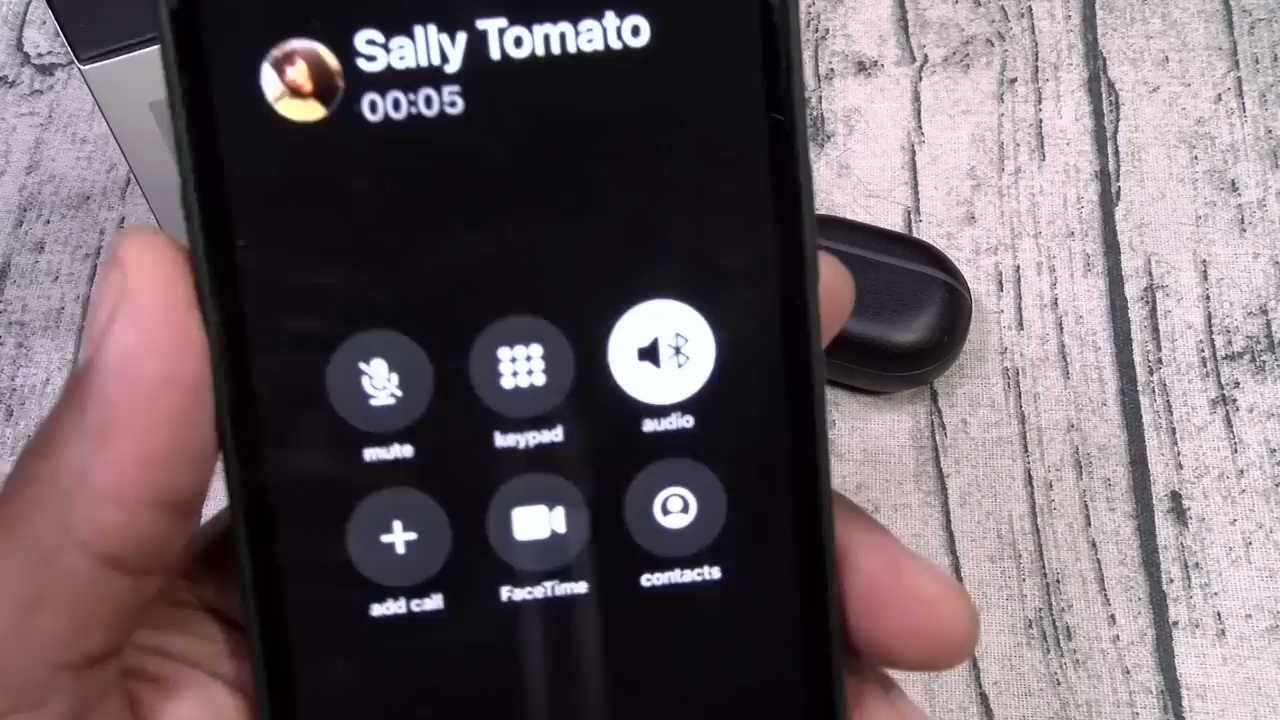 Sally Tomato
00:05
mute
keypad
audio
add call
FaceTime
contacts